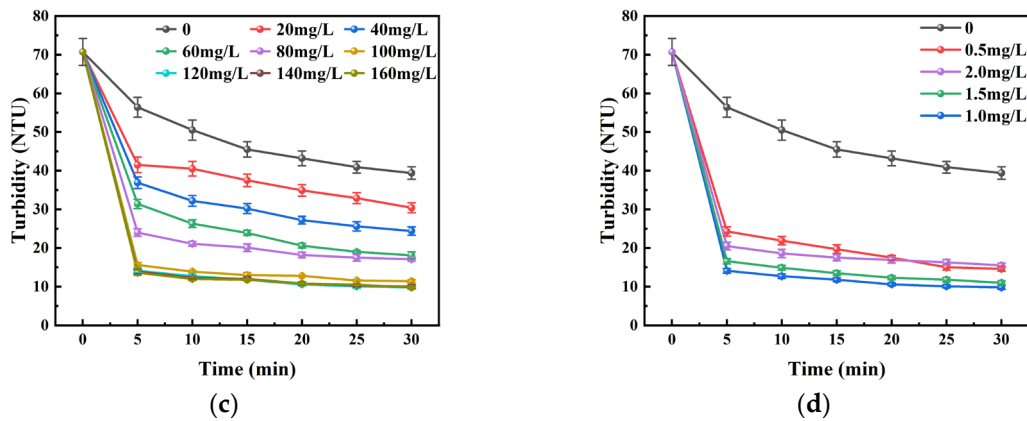 80
70
60
50
40
30
20
10
0
Turbidity (NTU)
0 20mg/L 40mg/L
60mg/L 80mg/L 100mg/L
120mg/L 140mg/L 160mg/L
0 5 10 15 20 25 30
Time (min)
(c)
80
70
60
50
40
30
20
10
0
Turbidity (NTU)
0
0.5mg/L
2.0mg/L
1.5mg/L
1.0mg/L
0 5 10 15 20 25 30
Time (min)
(d)